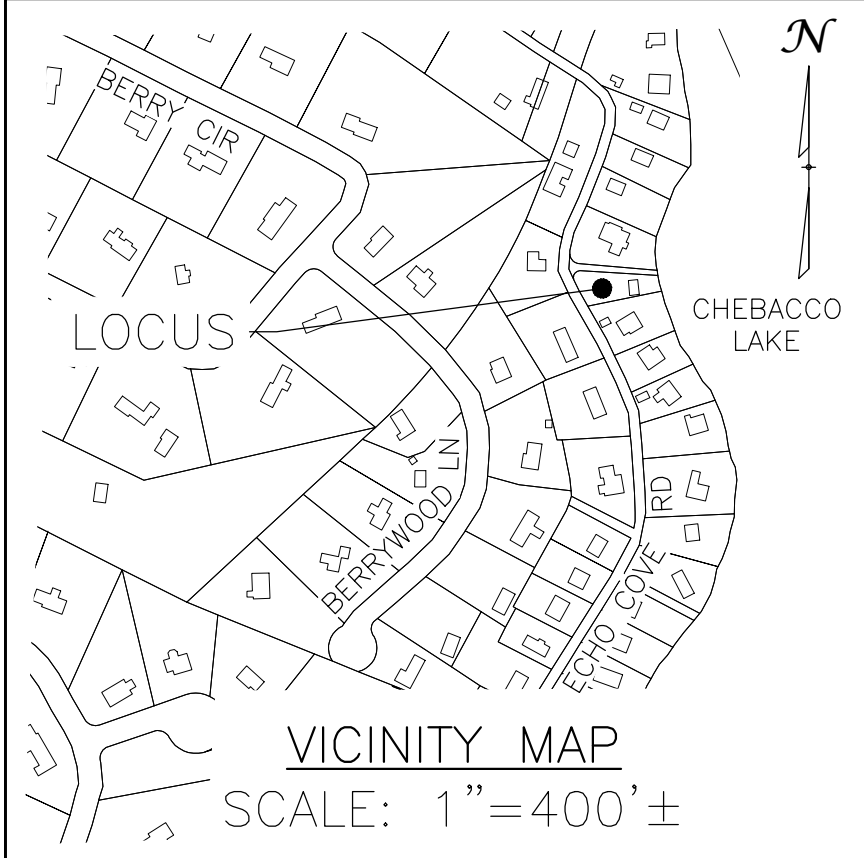 N
BERRY CIR
CHEBACCO
LAKE
LOCUS
BERRYWOOD LN
ECHO COVE RD
VICINITY MAP
SCALE: 1"=400'±